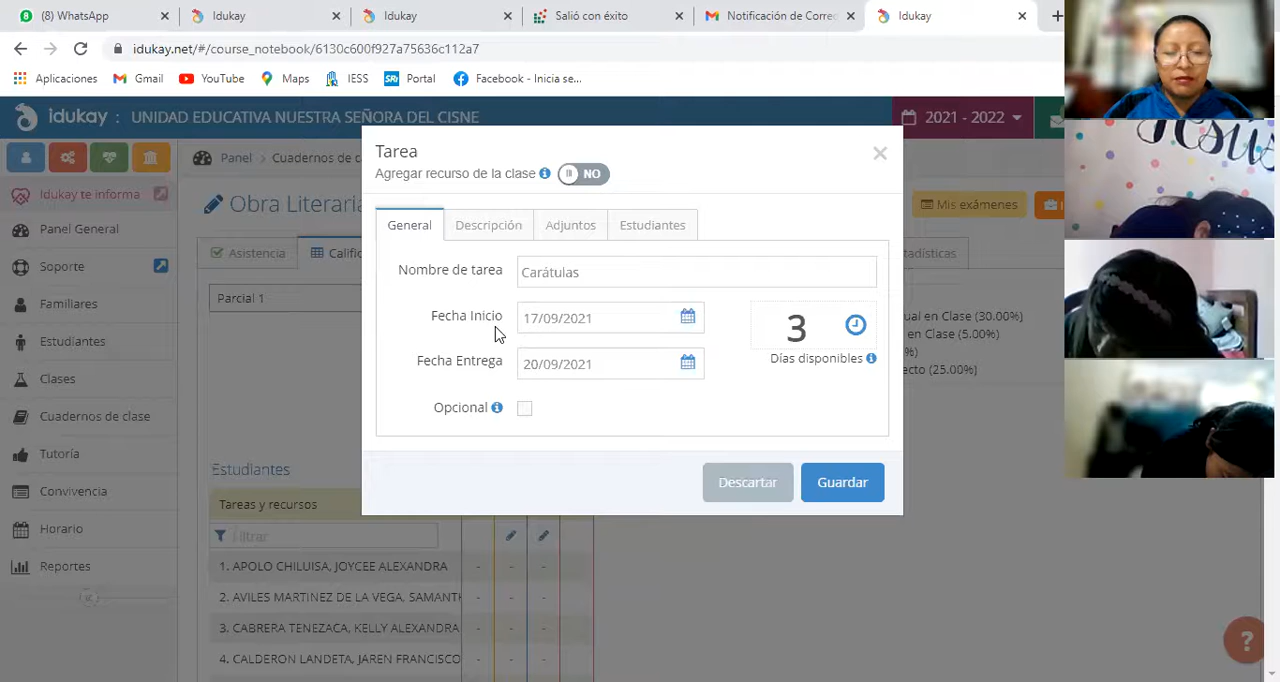 (8) WhatsApp
Idukay
Idukay
Salió con éxito
Notificación de Correc
Idukay
idukay.net/#/course_notebook/6130c600f927a75636c112a7
Aplicaciones
Gmail
YouTube
Maps
IESS
Portal
Facebook - Inicia se...
idukay : UNIDAD EDUCATIVA NUESTRA SEÑORA DEL CISNE
2021 - 2022
Idukay te informa
Panel General
Soporte
Familiares
Estudiantes
Clases
Cuadernos de clase
Tutoría
Convivencia
Horario
Reportes
Panel > Cuadernos de c
Obra Literaria
Mis exámenes
Asistencia
Califi
Parcial 1
adísticas
ual en Clase (30.00%)
en Clase (5.00%)
%)
ecto (25.00%)
Tarea
Agregar recurso de la clase
NO
General
Descripción
Adjuntos
Estudiantes
Nombre de tarea
Carátulas
Fecha Inicio
17/09/2021
3
Días disponibles
Fecha Entrega
20/09/2021
Opcional
Descartar
Guardar
Estudiantes
Tareas y recursos
Filtrar
1. APOLO CHILUISA, JOYCEE ALEXANDRA
2. AVILES MARTINEZ DE LA VEGA, SAMANT
3. CABRERA TENEZACA, KELLY ALEXANDRA
4. CALDERON LANDETA, JAREN FRANCISCO
Jesús
?